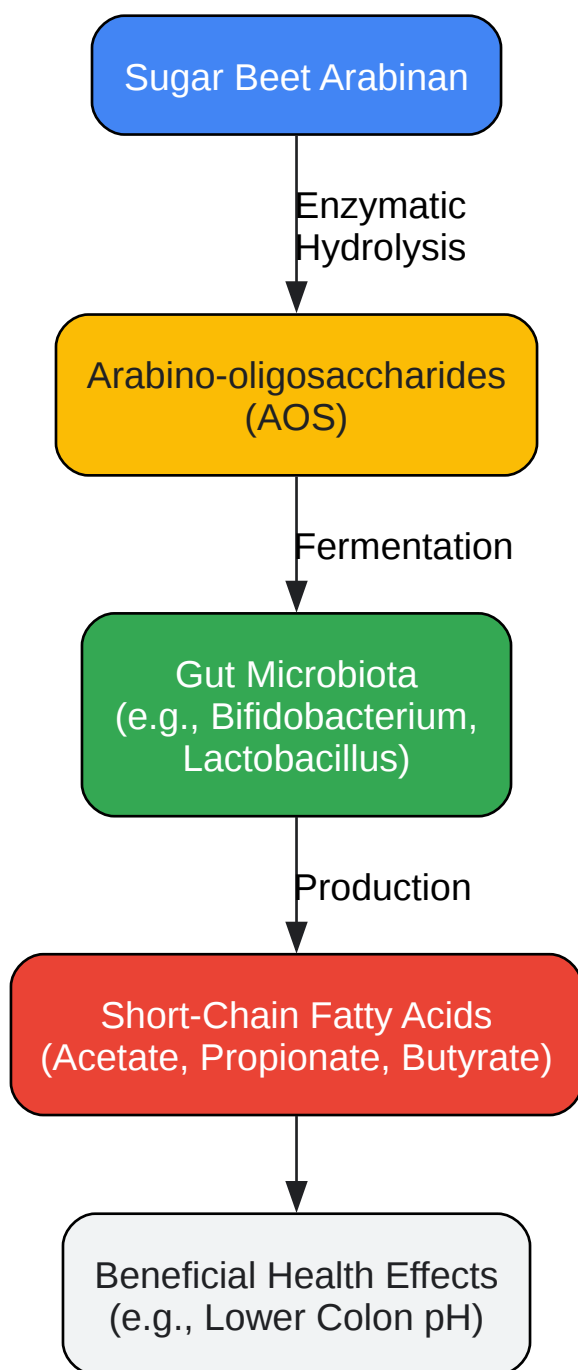 Sugar Beet Arabinan
Enzymatic
Hydrolysis
Arabino-oligosaccharides
(AOS)
Fermentation
Gut Microbiota
(e.g., Bifidobacterium,
Lactobacillus)
Production
Short-Chain Fatty Acids
(Acetate, Propionate, Butyrate)
Beneficial Health Effects
(e.g., Lower Colon pH)